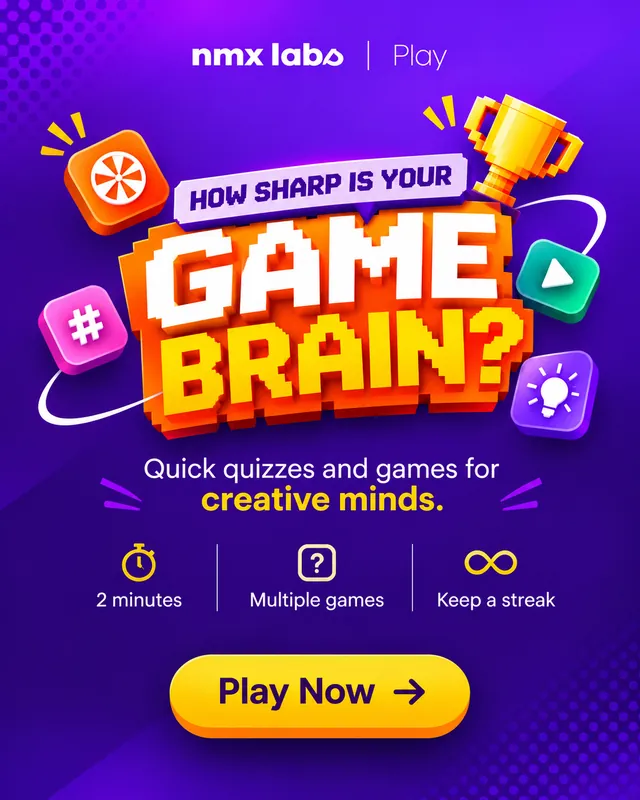 nmx labs | Play
HOW SHARP IS YOUR
GAME
BRAIN?
#
Quick quizzes and games for
creative minds.
?
2 minutes
Multiple games
Keep a streak
Play Now →